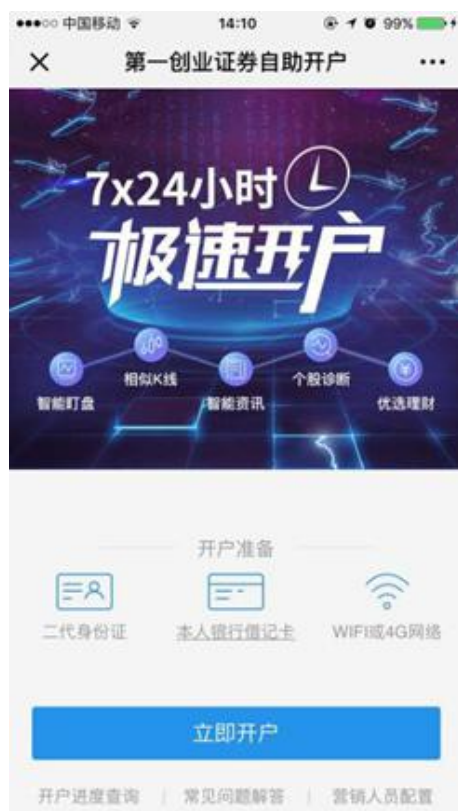 中国移动 14:10 99%
第一创业证券自助开户
7x24小时
极速开户
相似K线 个股诊断
智能盯盘 智能资讯 优选理财
开户准备
二代身份证 本人银行借记卡 WIFI或4G网络
立即开户
开户进度查询 | 常见问题解答 | 营销人员配置